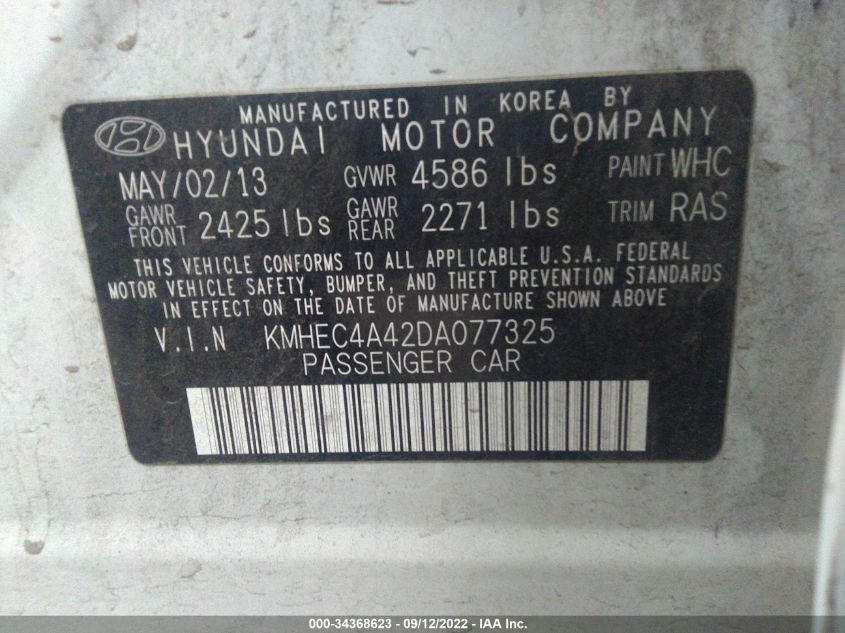 MANUFACTURED IN KOREA BY
HYUNDAI MOTOR COMPANY
MAY/02/13 GVWR 4586 lbs PAINT WHC
GAWR FRONT 2425 lbs GAWR REAR 2271 lbs TRIM RAS
THIS VEHICLE CONFORMS TO ALL APPLICABLE U.S.A. FEDERAL
MOTOR VEHICLE SAFETY, BUMPER, AND THEFT PREVENTION STANDARDS
IN EFFECT ON THE DATE OF MANUFACTURE SHOWN ABOVE
V.I.N KMHEC4A42DA077325
PASSENGER CAR
000-34368623 - 09/12/2022 - IAA Inc.